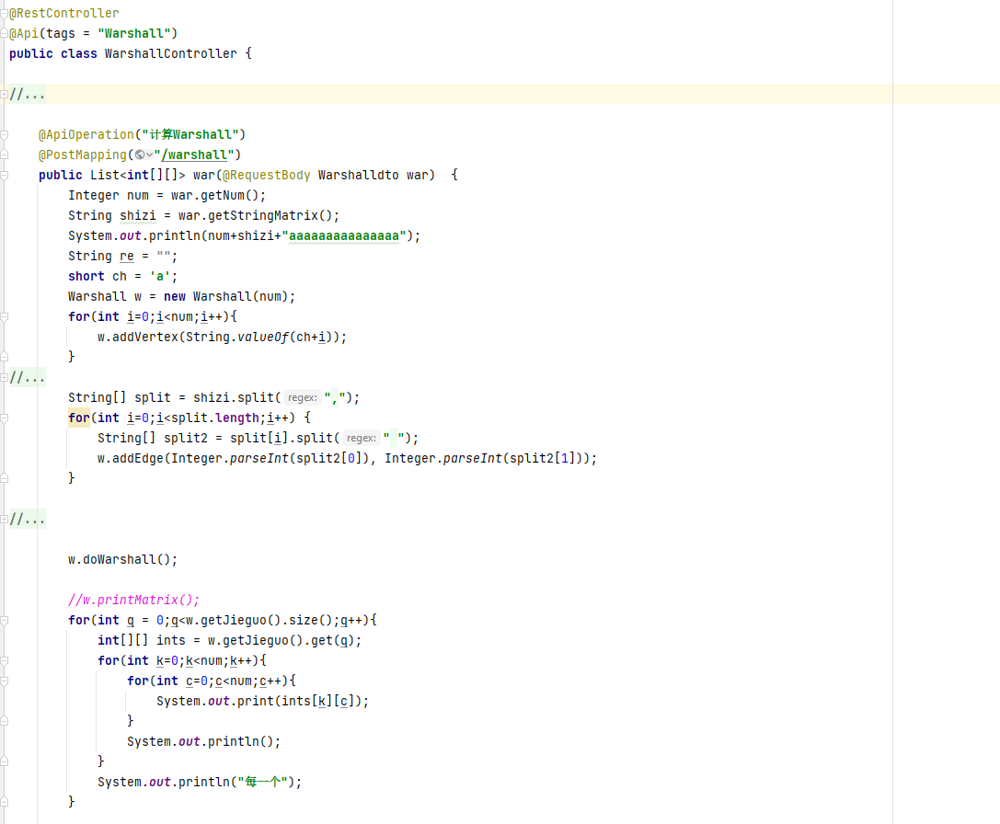 @RestController
@Api(tags = "Warshall")
public class WarshallController {
//...
@ApiOperation("计算Warshall")
@PostMapping("/warshall")
public List<int[][]> war(@RequestBody Warshalldto war)  {
Integer num = war.getNum();
String shizi = war.getStringMatrix();
System.out.println(num+shizi+"aaaaaaaaaaaaaaa");
String re = "";
short ch = 'a';
Warshall w = new Warshall(num);
for(int i=0;i<num;i++){
w.addVertex(String.valueOf(ch+i));
}
//...
String[] split = shizi.split( regex: ",");
for(int i=0;i<split.length;i++) {
String[] split2 = split[i].split( regex: " ");
w.addEdge(Integer.parseInt(split2[0]), Integer.parseInt(split2[1]));
}
//...
w.doWarshall();
//w.printMatrix();
for(int q = 0;q<w.getJieguo().size();q++){
int[][] ints = w.getJieguo().get(q);
for(int k=0;k<num;k++){
for(int c=0;c<num;c++){
System.out.print(ints[k][c]);
}
System.out.println();
}
System.out.println("每一个");
}